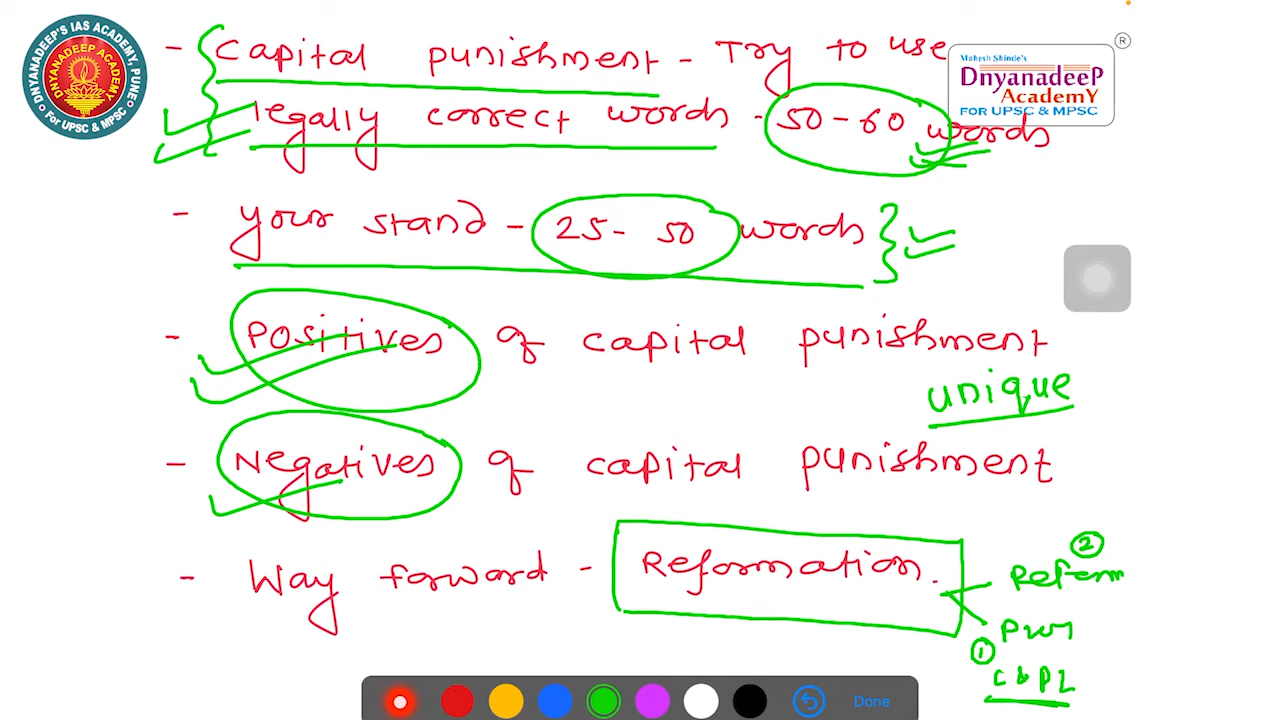 DNYANADEEP'S IAS ACADEMY, PUNE
DNYANADEEP ACADEMY
For UPSC & MPSC
- Capital punishment - Try to use
legally correct words - 50-60 words
Mahesh Shinde's
DnyanadeeP
AcademY
FOR UPSC & MPSC
®
- your stand - 25- 50 words
- Positives of capital punishment
unique
- Negatives of capital punishment
- Way forward - Reformation.
②
Reform
①
Done